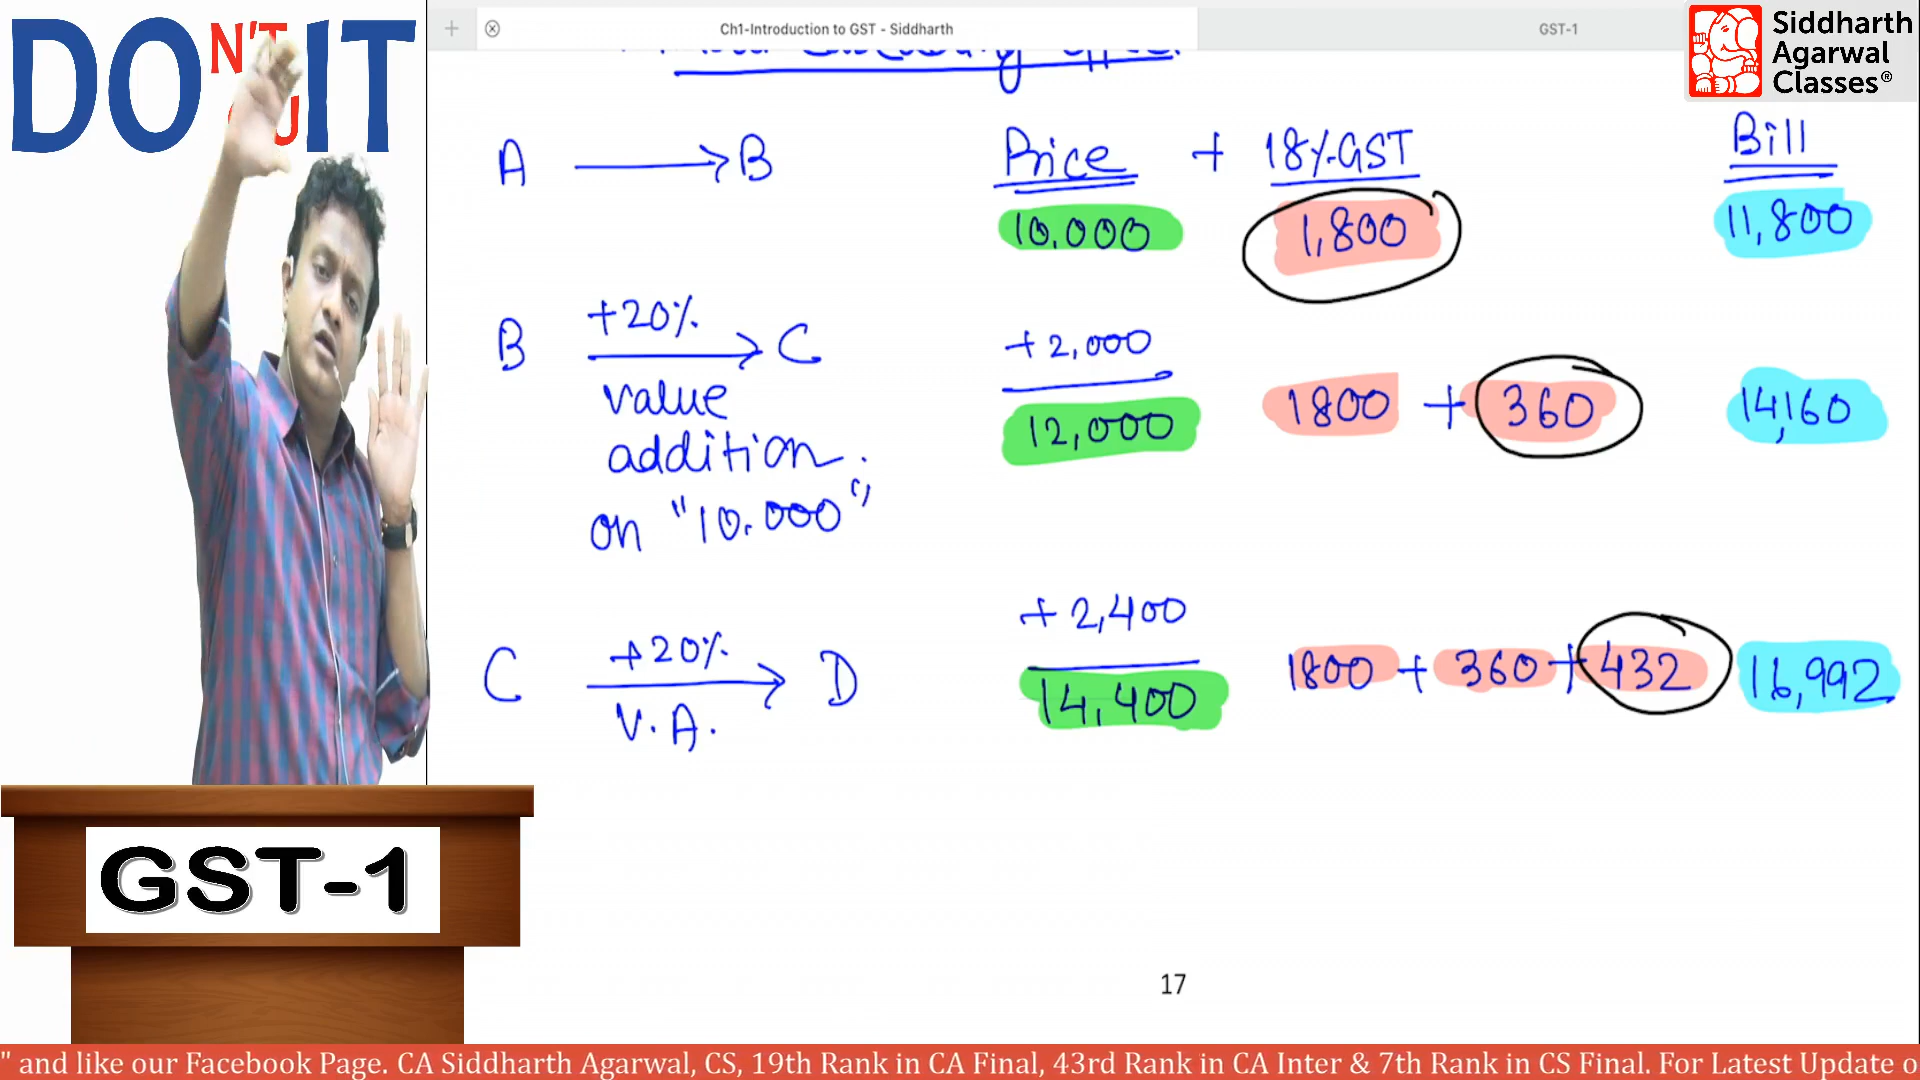 DON'T QUIT
Ch1-Introduction to GST - Siddharth
GST-1
Siddharth
Agarwal
Classes®
A → B
Price + 18% GST
Bill
10.000
1,800
11,800
B +20% → C
value
addition.
on "10.000"
+2,000
12,000
1800 + 360
14,160
C +20% → D
V.A.
+2,400
14,400
1800 + 360 + 432
16,992
GST-1
17
" and like our Facebook Page. CA Siddharth Agarwal, CS, 19th Rank in CA Final, 43rd Rank in CA Inter & 7th Rank in CS Final. For Latest Update o